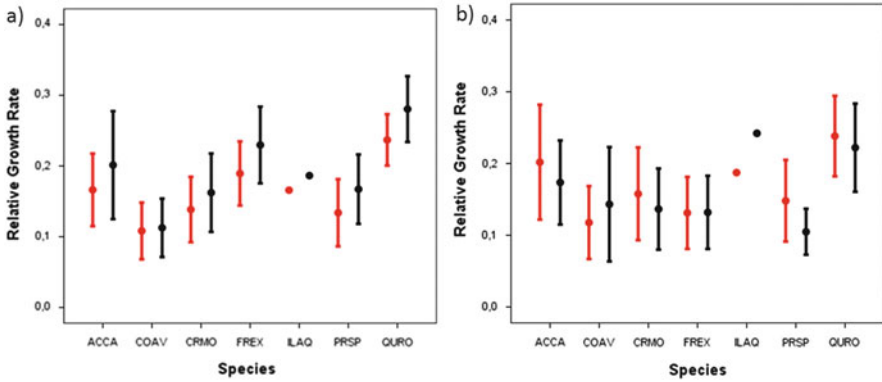 a)
Relative Growth Rate
0,4
0,3
0,2
0,1
0,0
ACCA COAV CRMO FREX ILAQ PRSP QURO
Species
b)
Relative Growth Rate
0,4
0,3
0,2
0,1
0,0
ACCA COAV CRMO FREX ILAQ PRSP QURO
Species